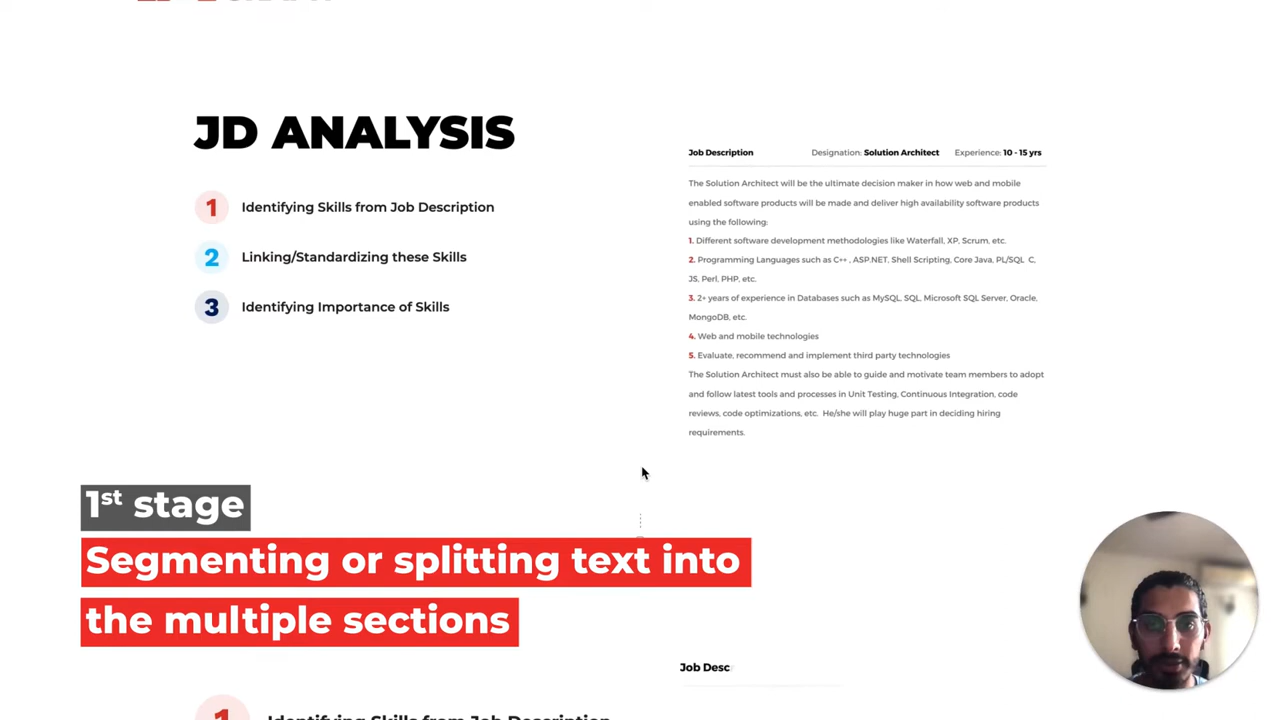 JD ANALYSIS
1 Identifying Skills from Job Description
2 Linking/Standardizing these Skills
3 Identifying Importance of Skills
Job Description Designation: Solution Architect Experience: 10 - 15 yrs
The Solution Architect will be the ultimate decision maker in how web and mobile
enabled software products will be made and deliver high availability software products
using the following:
1. Different software development methodologies like Waterfall, XP, Scrum, etc.
2. Programming Languages such as C++ , ASP.NET, Shell Scripting, Core Java, PL/SQL C,
JS, Perl, PHP, etc.
3. 2+ years of experience in Databases such as MySQL, SQL, Microsoft SQL Server, Oracle,
MongoDB, etc.
4. Web and mobile technologies
5. Evaluate, recommend and implement third party technologies
The Solution Architect must also be able to guide and motivate team members to adopt
and follow latest tools and processes in Unit Testing, Continuous Integration, code
reviews, code optimizations, etc. He/she will play huge part in deciding hiring
requirements.
1st stage
Segmenting or splitting text into
the multiple sections
Job Desc
1 Identifying Skills from Job Description